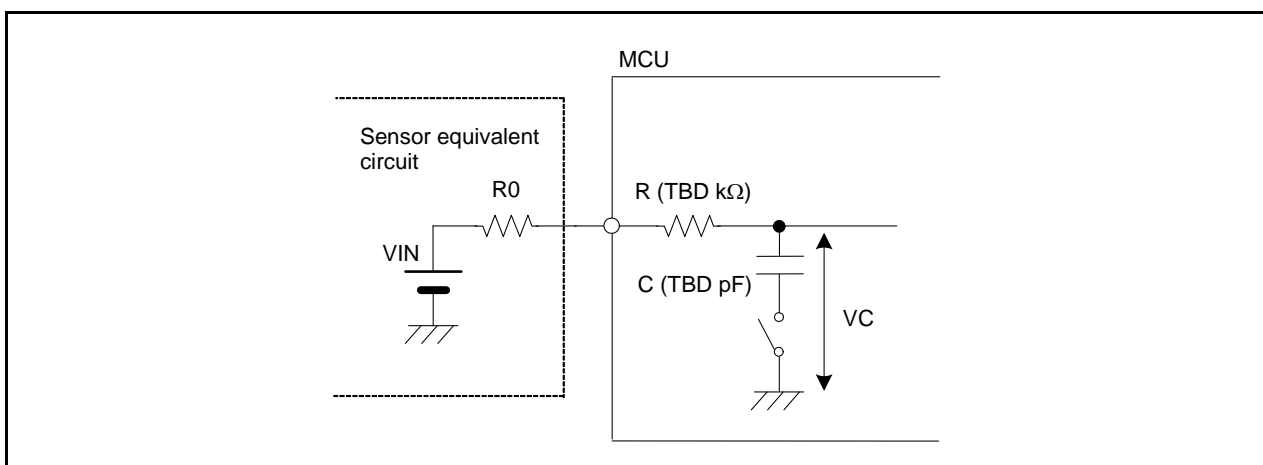 MCU
Sensor equivalent
circuit
R0
R (TBD kΩ)
VIN
C (TBD pF)
VC